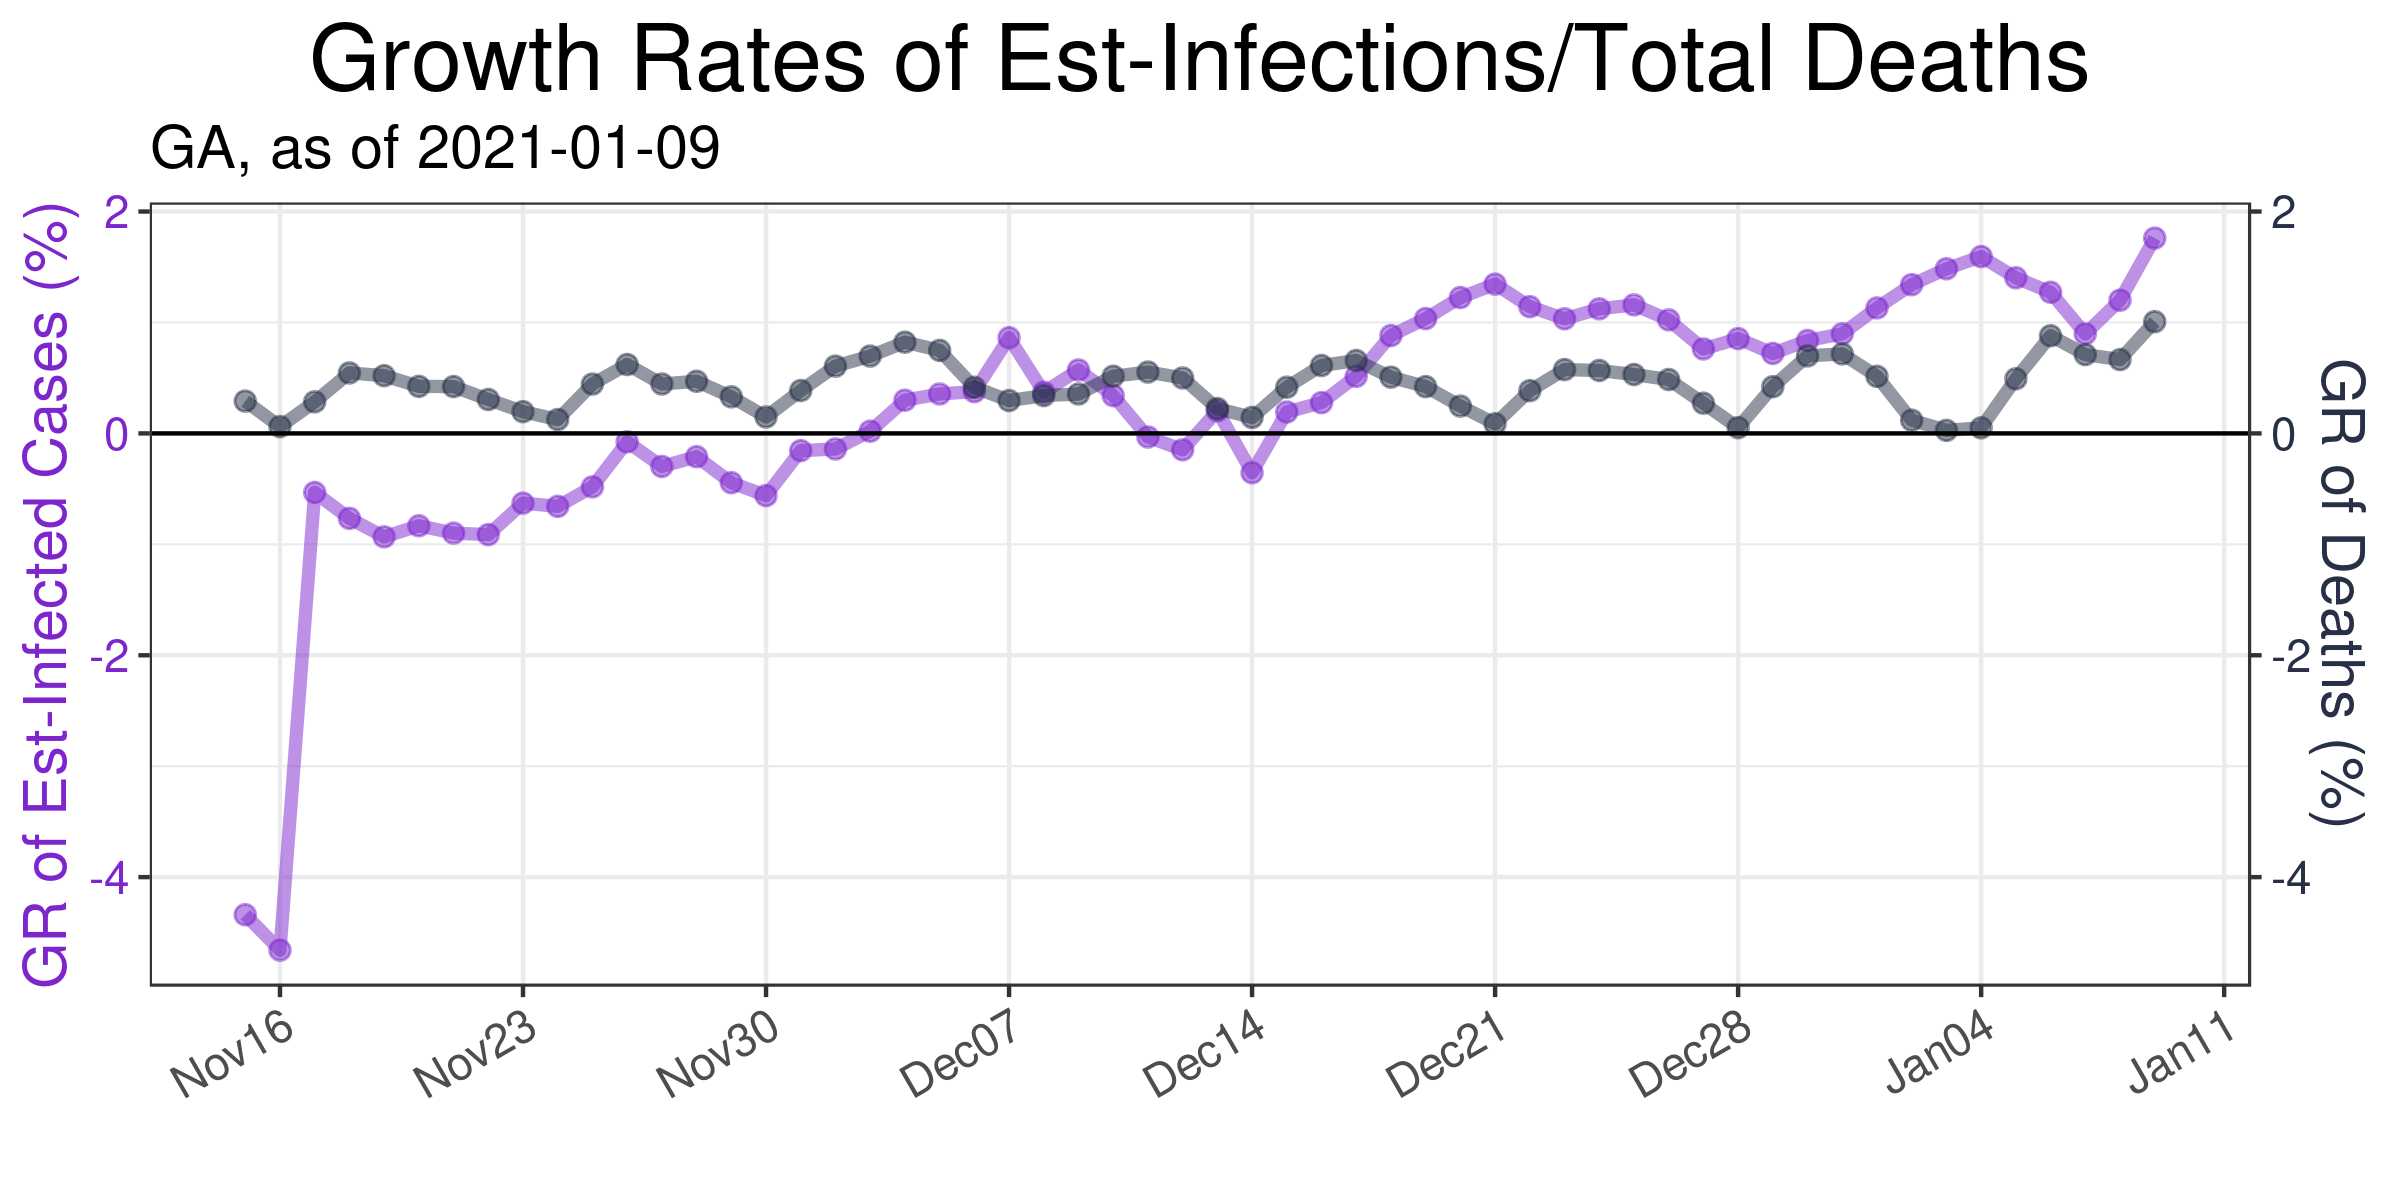 Growth Rates of Est-Infections/Total Deaths
GA, as of 2021-01-09
GR of Est-Infected Cases (%)
2
0
-2
-4
2
0
-2
-4
GR of Deaths (%)
Nov16
Nov23
Nov30
Dec07
Dec14
Dec21
Dec28
Jan04
Jan11